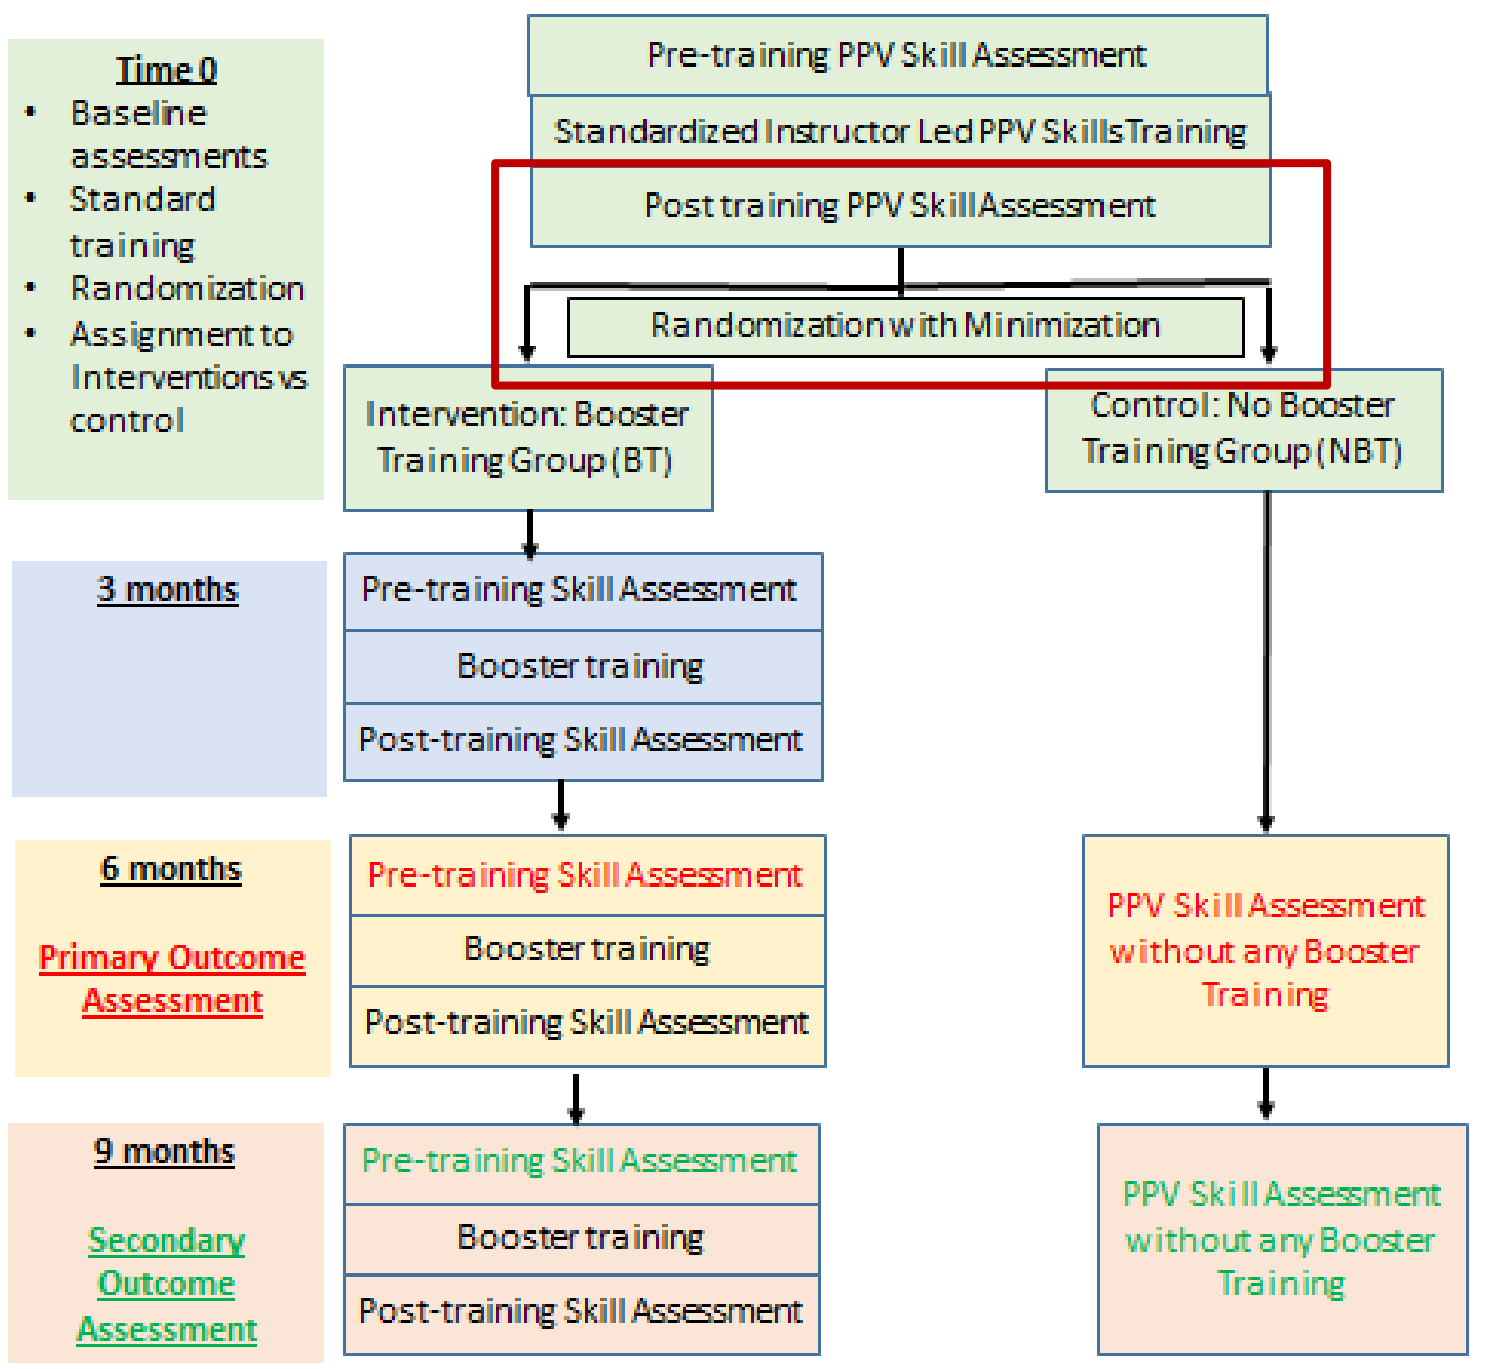 Time 0
• Baseline
assessments
• Standard
training
• Randomization
• Assignment to
Interventions vs
control
Pre-training PPV Skill Assessment
Standardized Instructor Led PPV Skills Training
Post training PPV Skill Assessment
Randomization with Minimization
Intervention: Booster
Training Group (BT)
Control: No Booster
Training Group (NBT)
3 months
Pre-training Skill Assessment
Booster training
Post-training Skill Assessment
6 months
Primary Outcome
Assessment
Pre-training Skill Assessment
Booster training
Post-training Skill Assessment
PPV Skill Assessment
without any Booster
Training
9 months
Secondary
Outcome
Assessment
Pre-training Skill Assessment
Booster training
Post-training Skill Assessment
PPV Skill Assessment
without any Booster
Training